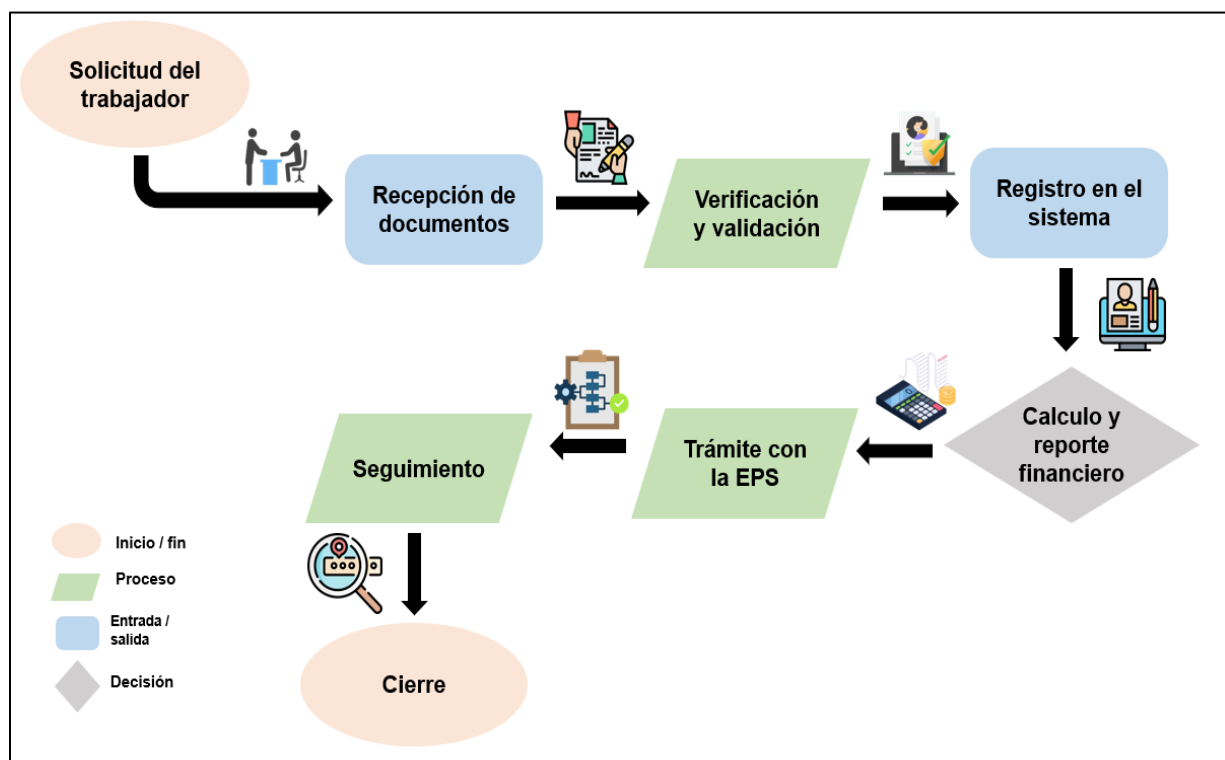 Solicitud del
trabajador
Recepción de
documentos
Verificación
y validación
Registro en el
sistema
Calculo y
reporte
financiero
Trámite con
la EPS
Seguimiento
Cierre
Inicio / fin
Proceso
Entrada /
salida
Decisión